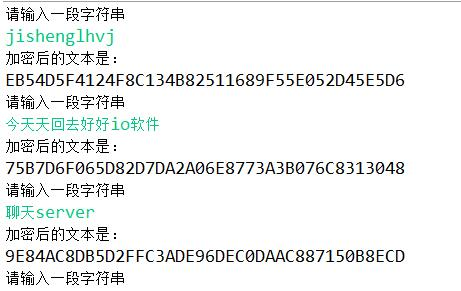 请输入一段字符串
jishenglhvj
加密后的文本是：
EB54D5F4124F8C134B82511689F55E052D45E5D6
请输入一段字符串
今天天回去好好io软件
加密后的文本是：
75B7D6F065D82D7DA2A06E8773A3B076C8313048
请输入一段字符串
聊天server
加密后的文本是：
9E84AC8DB5D2FFC3ADE96DEC0DAAC887150B8ECD
请输入一段字符串